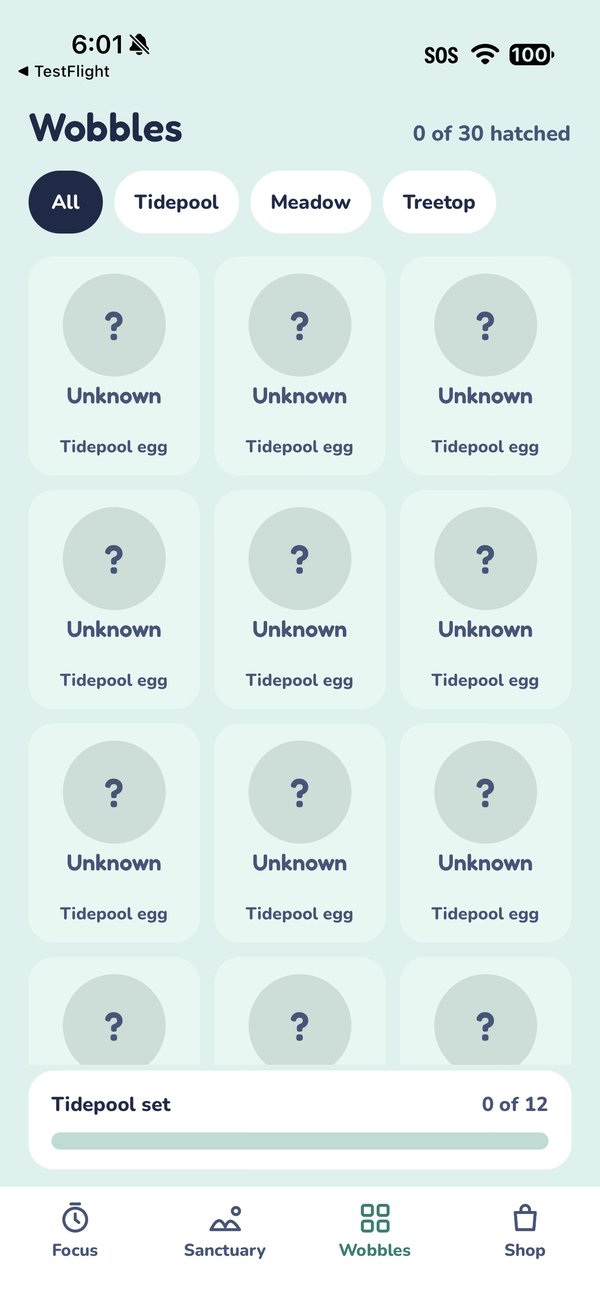 6:01
SOS 100
◀ TestFlight
Wobbles
0 of 30 hatched
All Tidepool Meadow Treetop
? ? ?
Unknown Unknown Unknown
Tidepool egg Tidepool egg Tidepool egg
? ? ?
Unknown Unknown Unknown
Tidepool egg Tidepool egg Tidepool egg
? ? ?
Unknown Unknown Unknown
Tidepool egg Tidepool egg Tidepool egg
? ? ?
Tidepool set 0 of 12
Focus Sanctuary Wobbles Shop